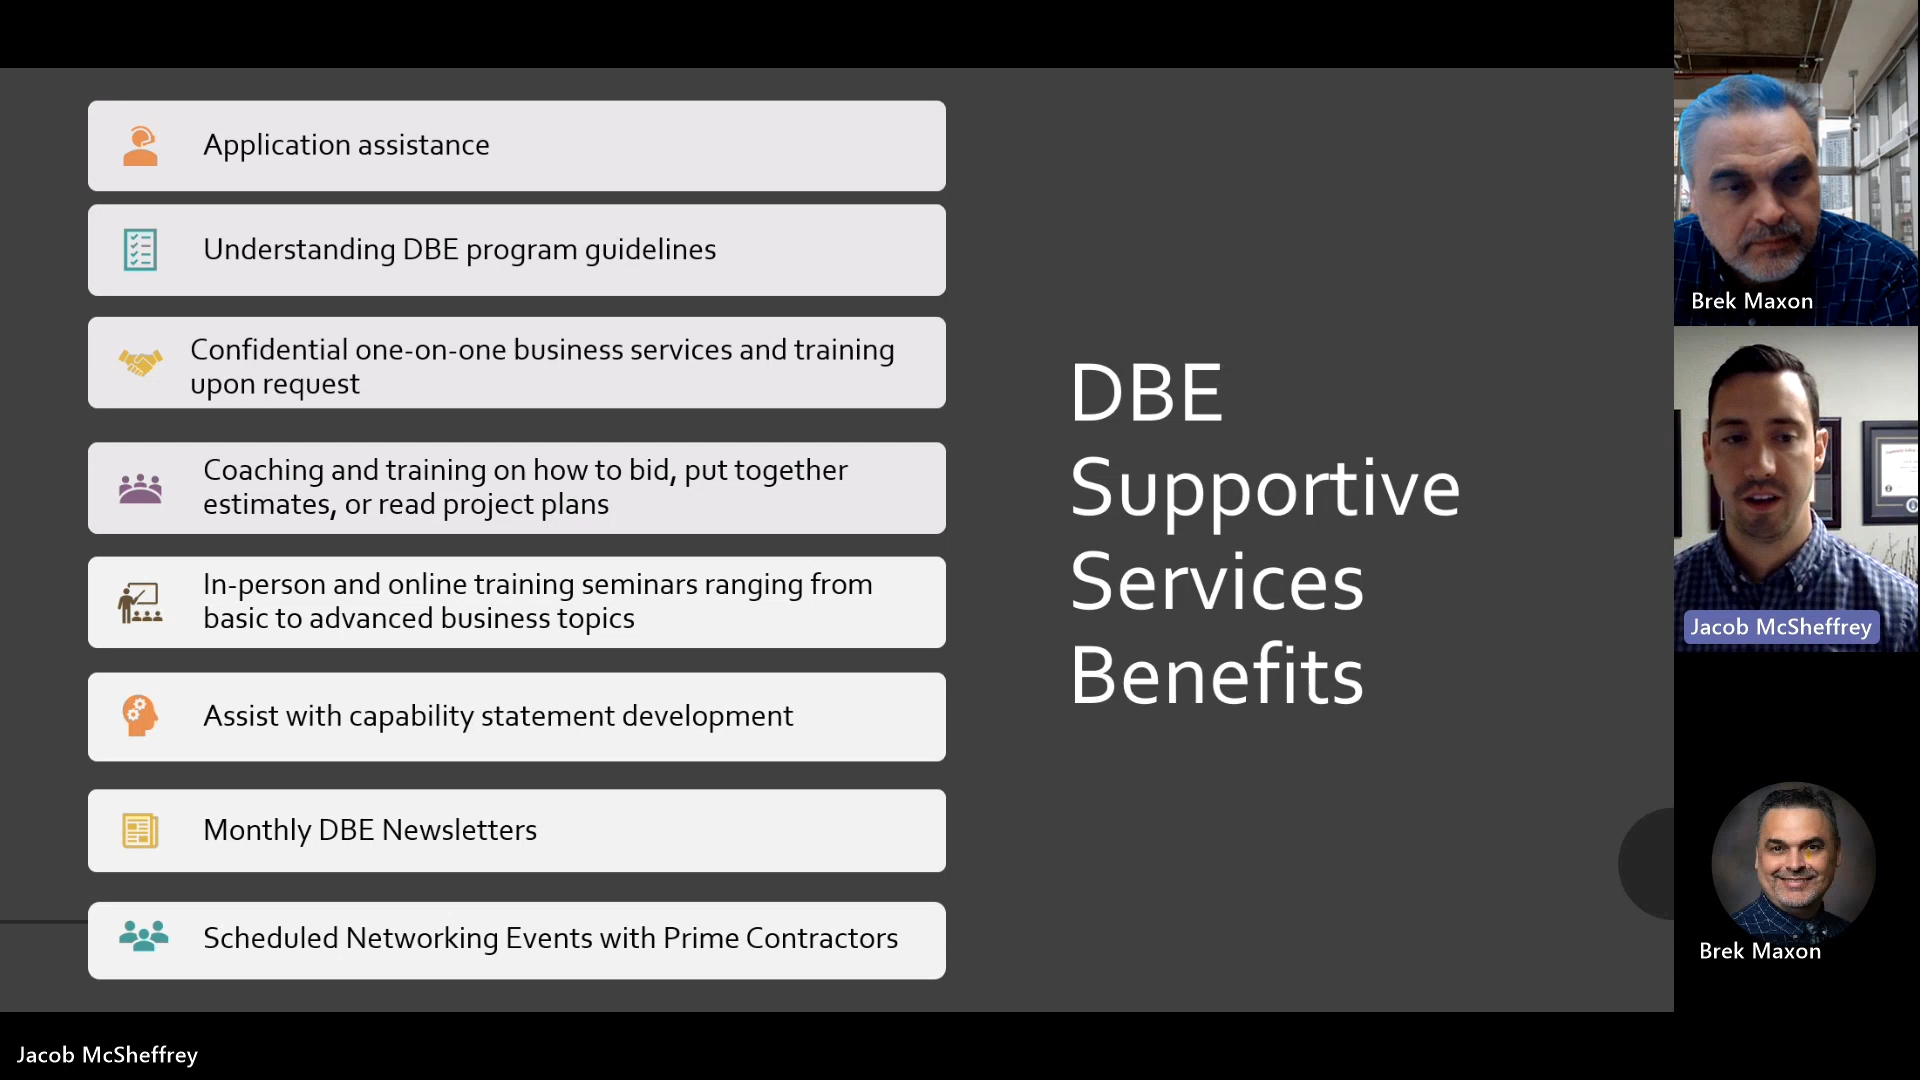 Application assistance
Understanding DBE program guidelines
Confidential one-on-one business services and training
upon request
Coaching and training on how to bid, put together
estimates, or read project plans
In-person and online training seminars ranging from
basic to advanced business topics
Assist with capability statement development
Monthly DBE Newsletters
Scheduled Networking Events with Prime Contractors
DBE
Supportive
Services
Benefits
Brek Maxon
Jacob McSheffrey
Brek Maxon
Jacob McSheffrey